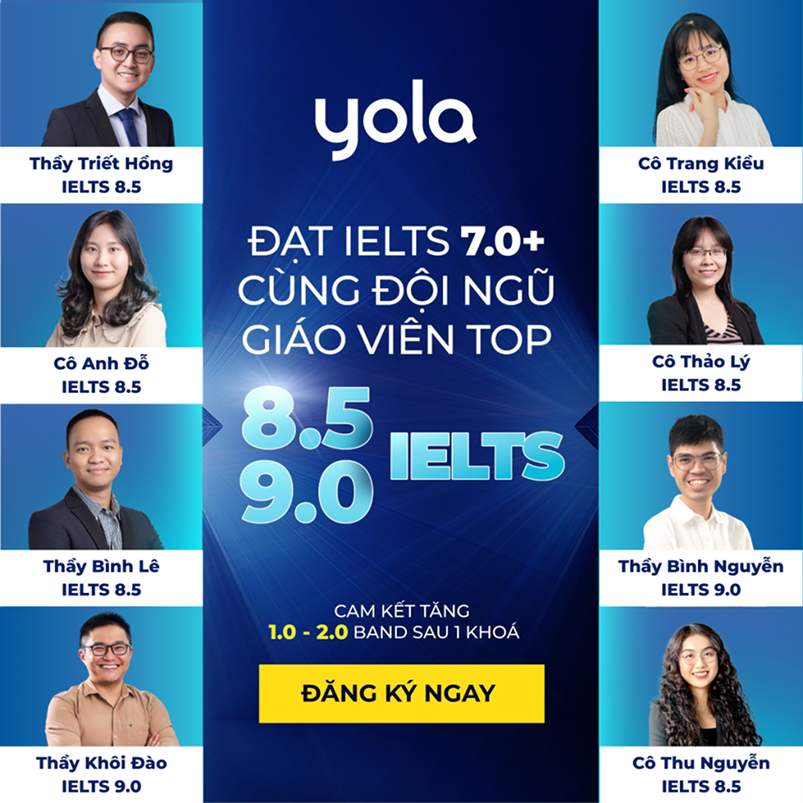 Thầy Triết Hồng
IELTS 8.5
Cô Anh Đỗ
IELTS 8.5
Thầy Bình Lê
IELTS 8.5
Thầy Khôi Đào
IELTS 9.0
yola
ĐẠT IELTS 7.0+
CÙNG ĐỘI NGŨ
GIÁO VIÊN TOP
8.5
9.0
IELTS
CAM KẾT TĂNG
1.0 - 2.0 BAND SAU 1 KHOÁ
ĐĂNG KÝ NGAY
Cô Trang Kiều
IELTS 8.5
Cô Thảo Lý
IELTS 8.5
Thầy Bình Nguyễn
IELTS 9.0
Cô Thu Nguyễn
IELTS 8.5